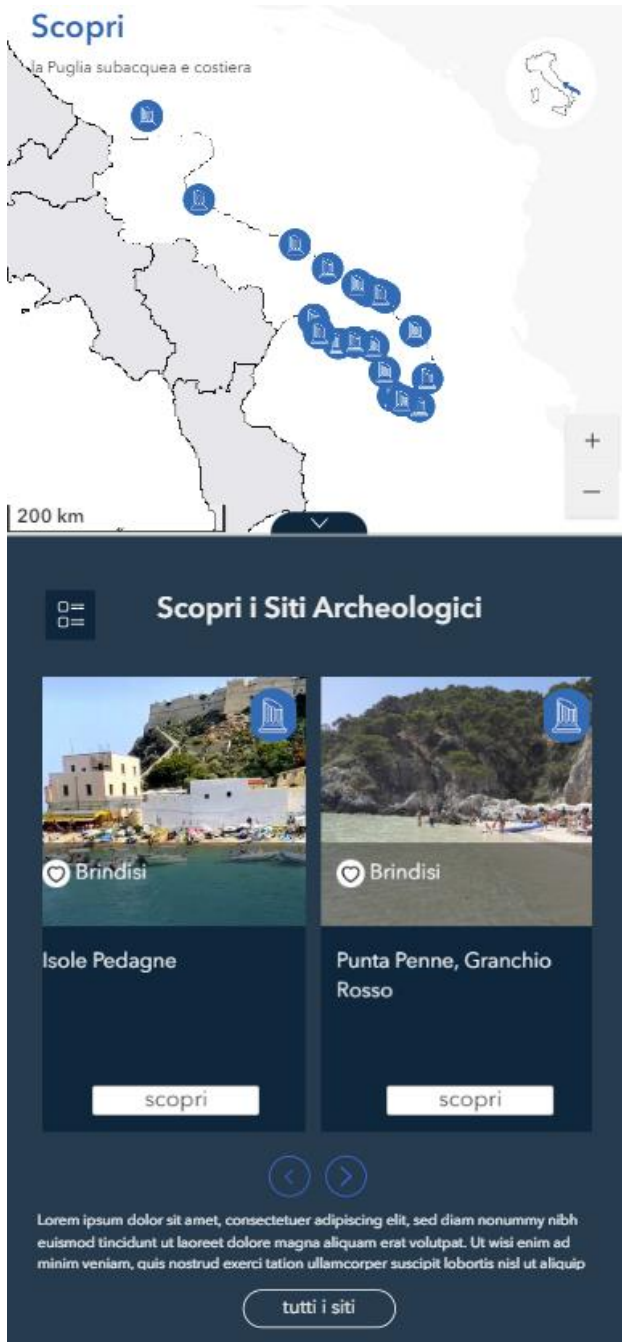 Scopri
la Puglia subacquea e costiera
+
−
200 km
Scopri i Siti Archeologici
Brindisi
Brindisi
Isole Pedagne
Punta Penne, Granchio
Rosso
scopri
scopri
Lorem ipsum dolor sit amet, consectetuer adipiscing elit, sed diam nonummy nibh
euismod tincidunt ut laoreet dolore magna aliquam erat volutpat. Ut wisi enim ad
minim veniam, quis nostrud exerci tation ullamcorper suscipit lobortis nisl ut aliquip
tutti i siti